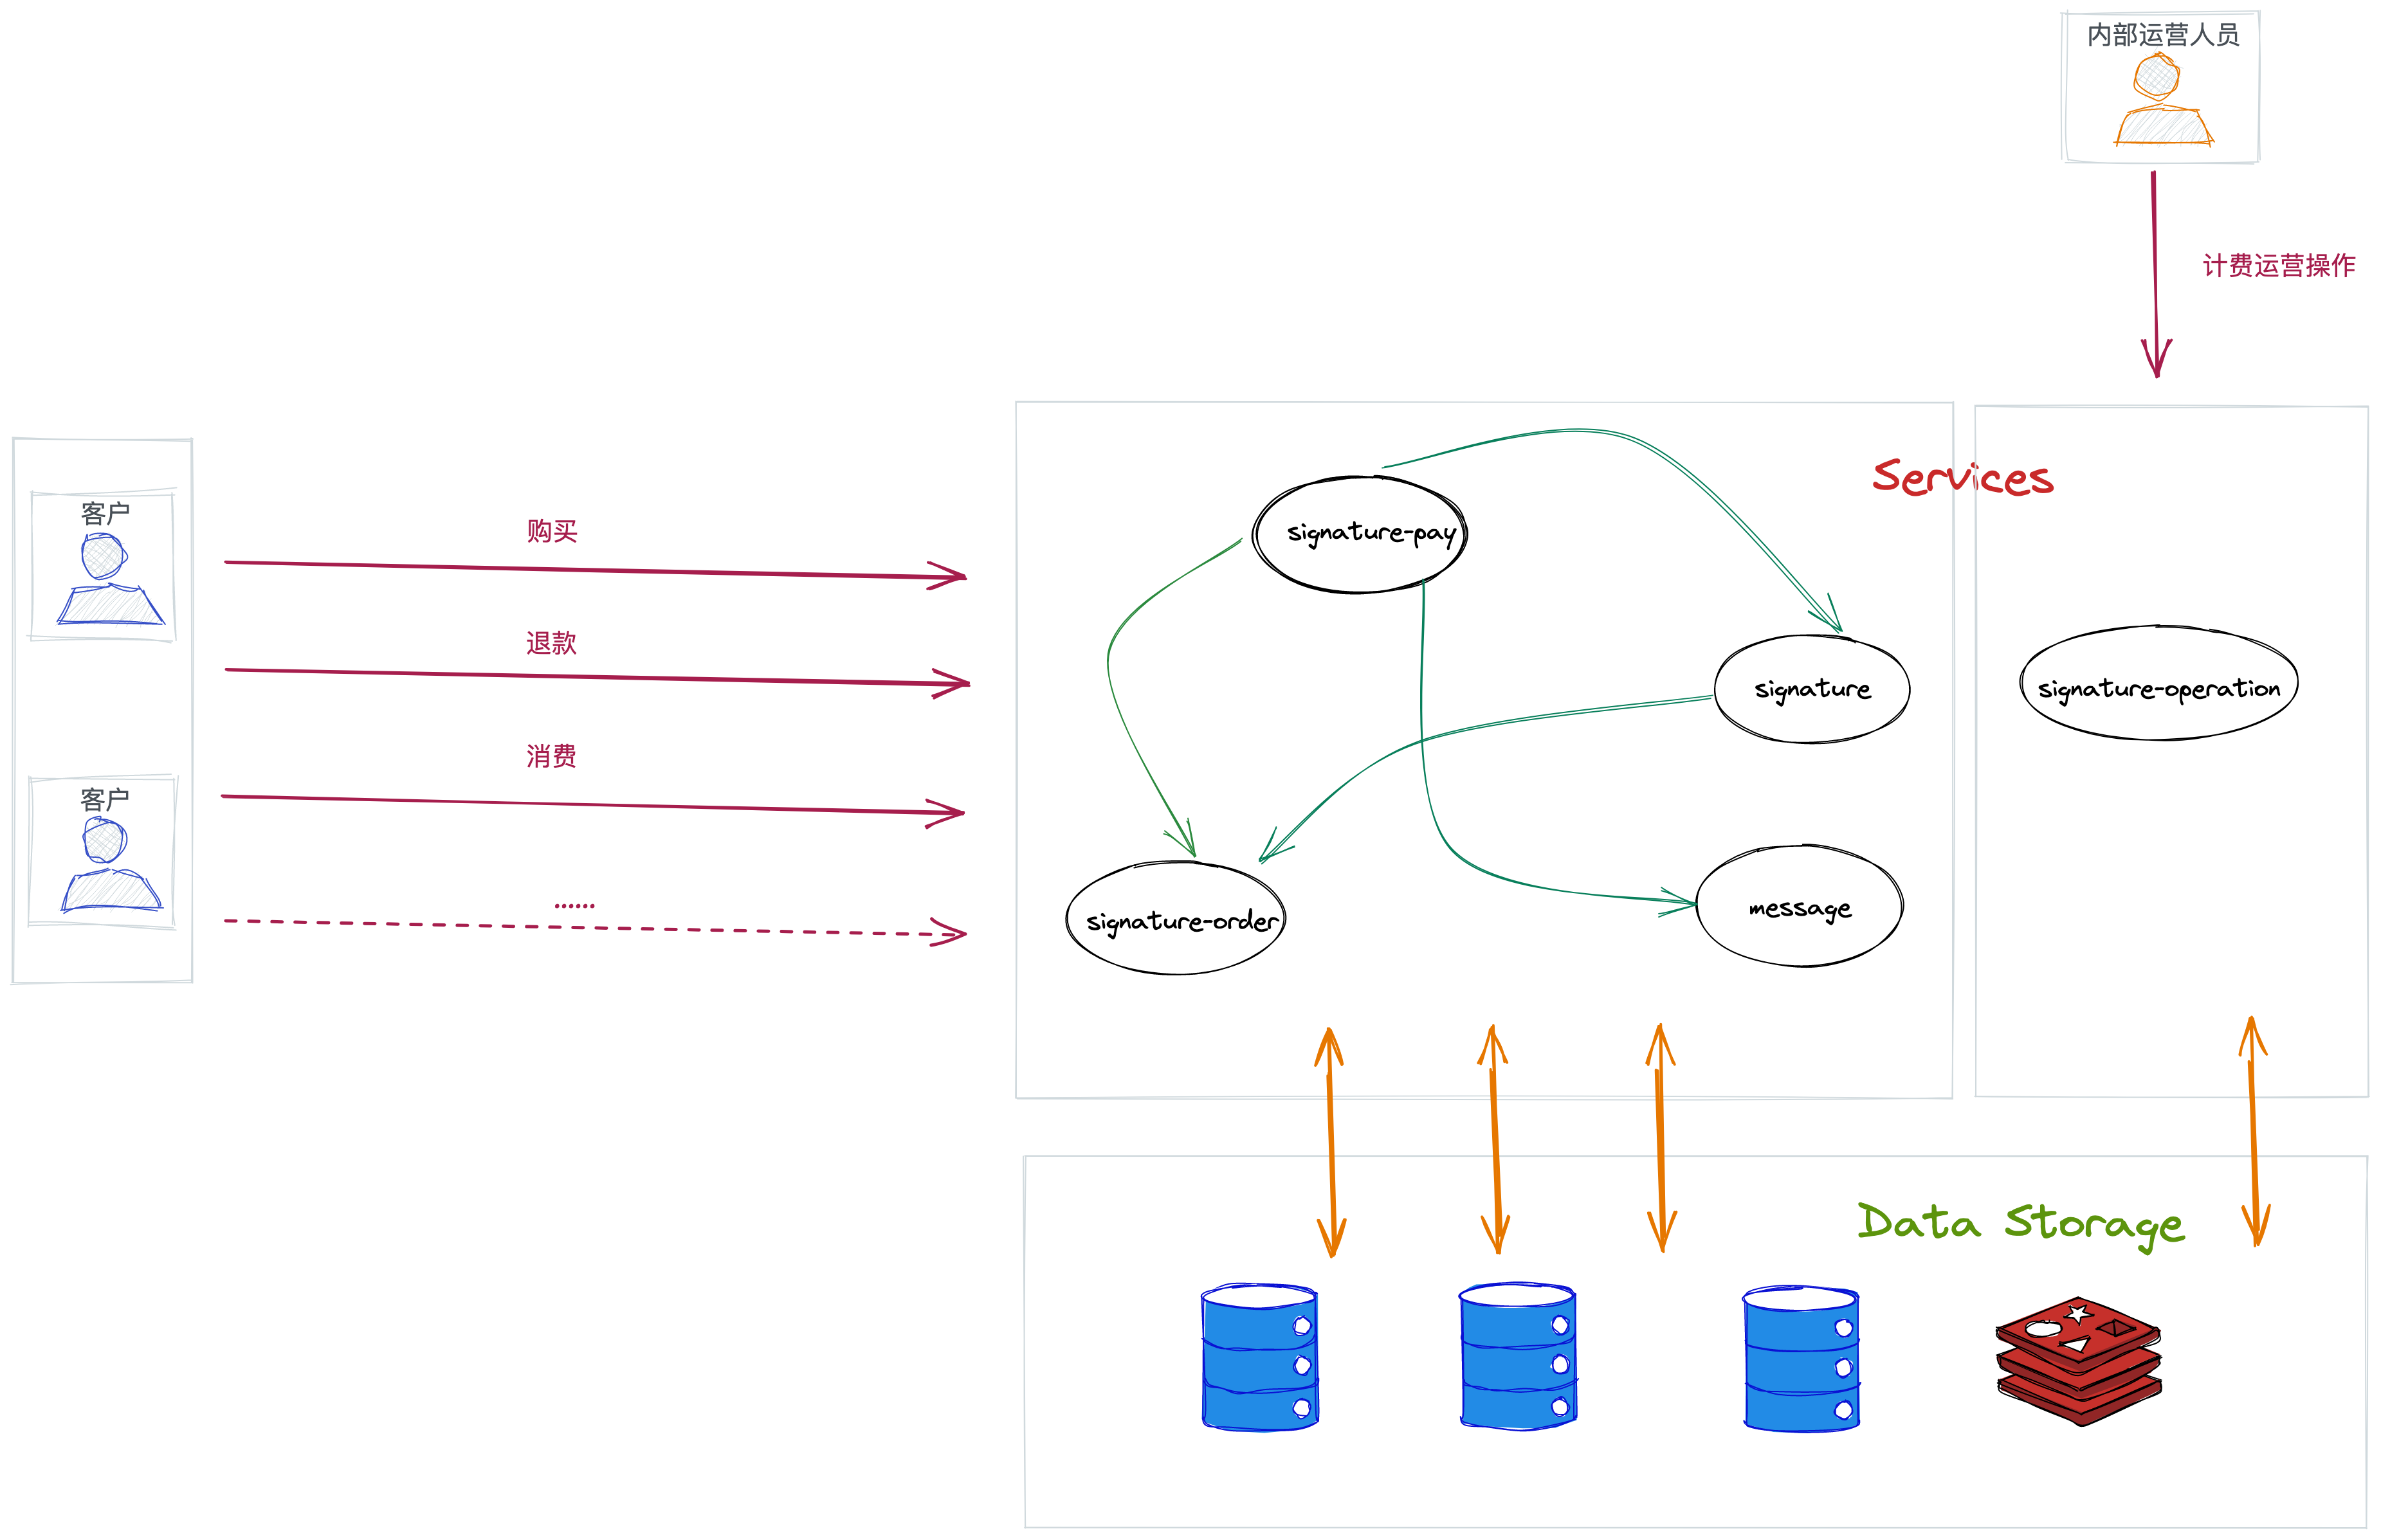 内部运营人员
计费运营操作
Services
客户
购买
signature-pay
退款
signature
signature-operation
消费
客户
......
signature-order
message
Data Storage